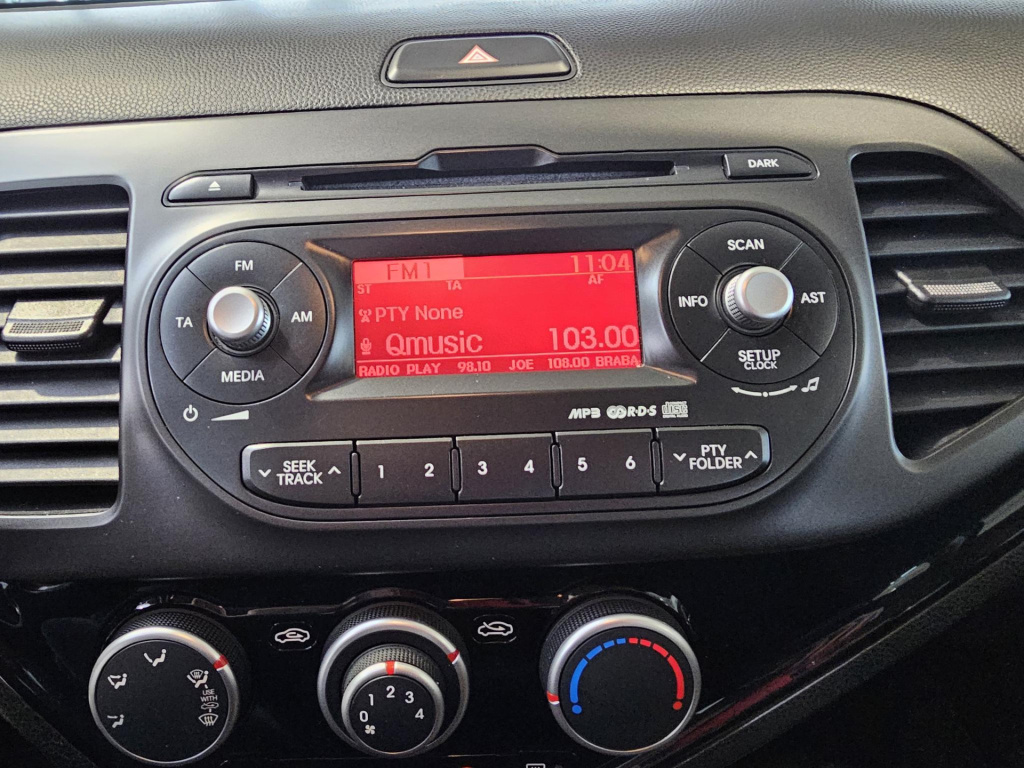 DARK
FM
TA
AM
MEDIA
FM1 11:04
ST TA AF
PTY None
Qmusic 103.00
RADIO PLAY 98.10 JOE 108.00 BRABA
SCAN
INFO
AST
SETUP
CLOCK
MP3 R·D·S
SEEK
TRACK
1 2 3 4 5 6
PTY
FOLDER
USE
WITH
0 1 2 3 4